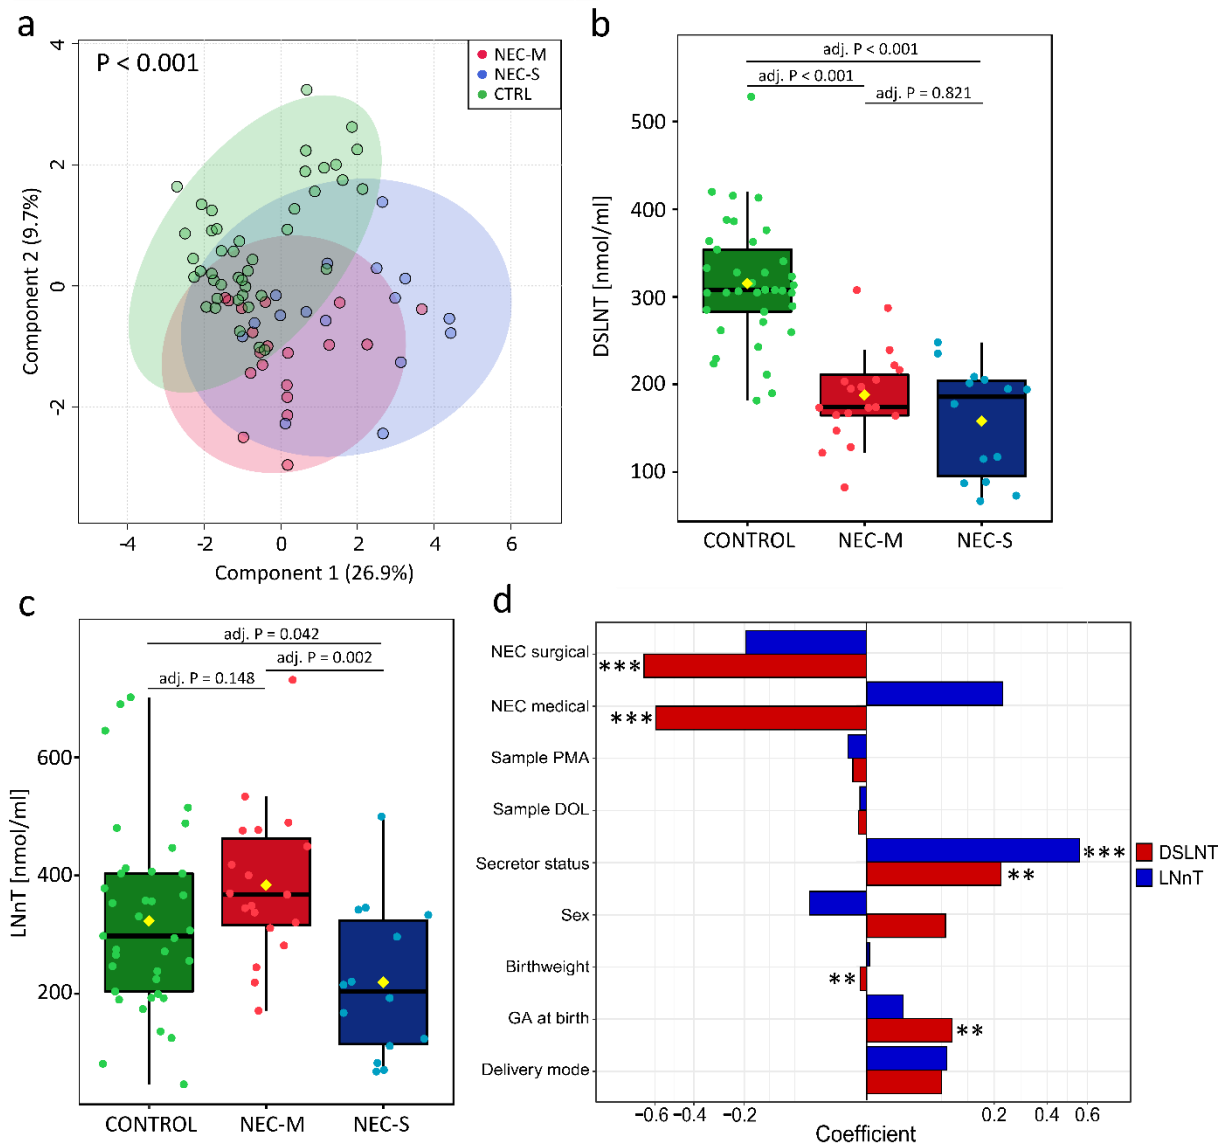 a
P < 0.001
NEC-M
NEC-S
CTRL
4
2
0
-2
Component 2 (9.7%)
-4
-2
0
2
4
6
Component 1 (26.9%)
b
adj. P < 0.001
adj. P < 0.001
adj. P = 0.821
500
400
300
200
100
DSLNT [nmol/ml]
CONTROL
NEC-M
NEC-S
c
adj. P = 0.042
adj. P = 0.002
adj. P = 0.148
600
400
200
LNnT [nmol/ml]
CONTROL
NEC-M
NEC-S
d
NEC surgical
***
NEC medical
***
Sample PMA
Sample DOL
Secretor status
***
**
Sex
Birthweight
**
GA at birth
**
Delivery mode
DSLNT
LNnT
−0.6
−0.4
−0.2
0
0.2
0.4
0.6
Coefficient